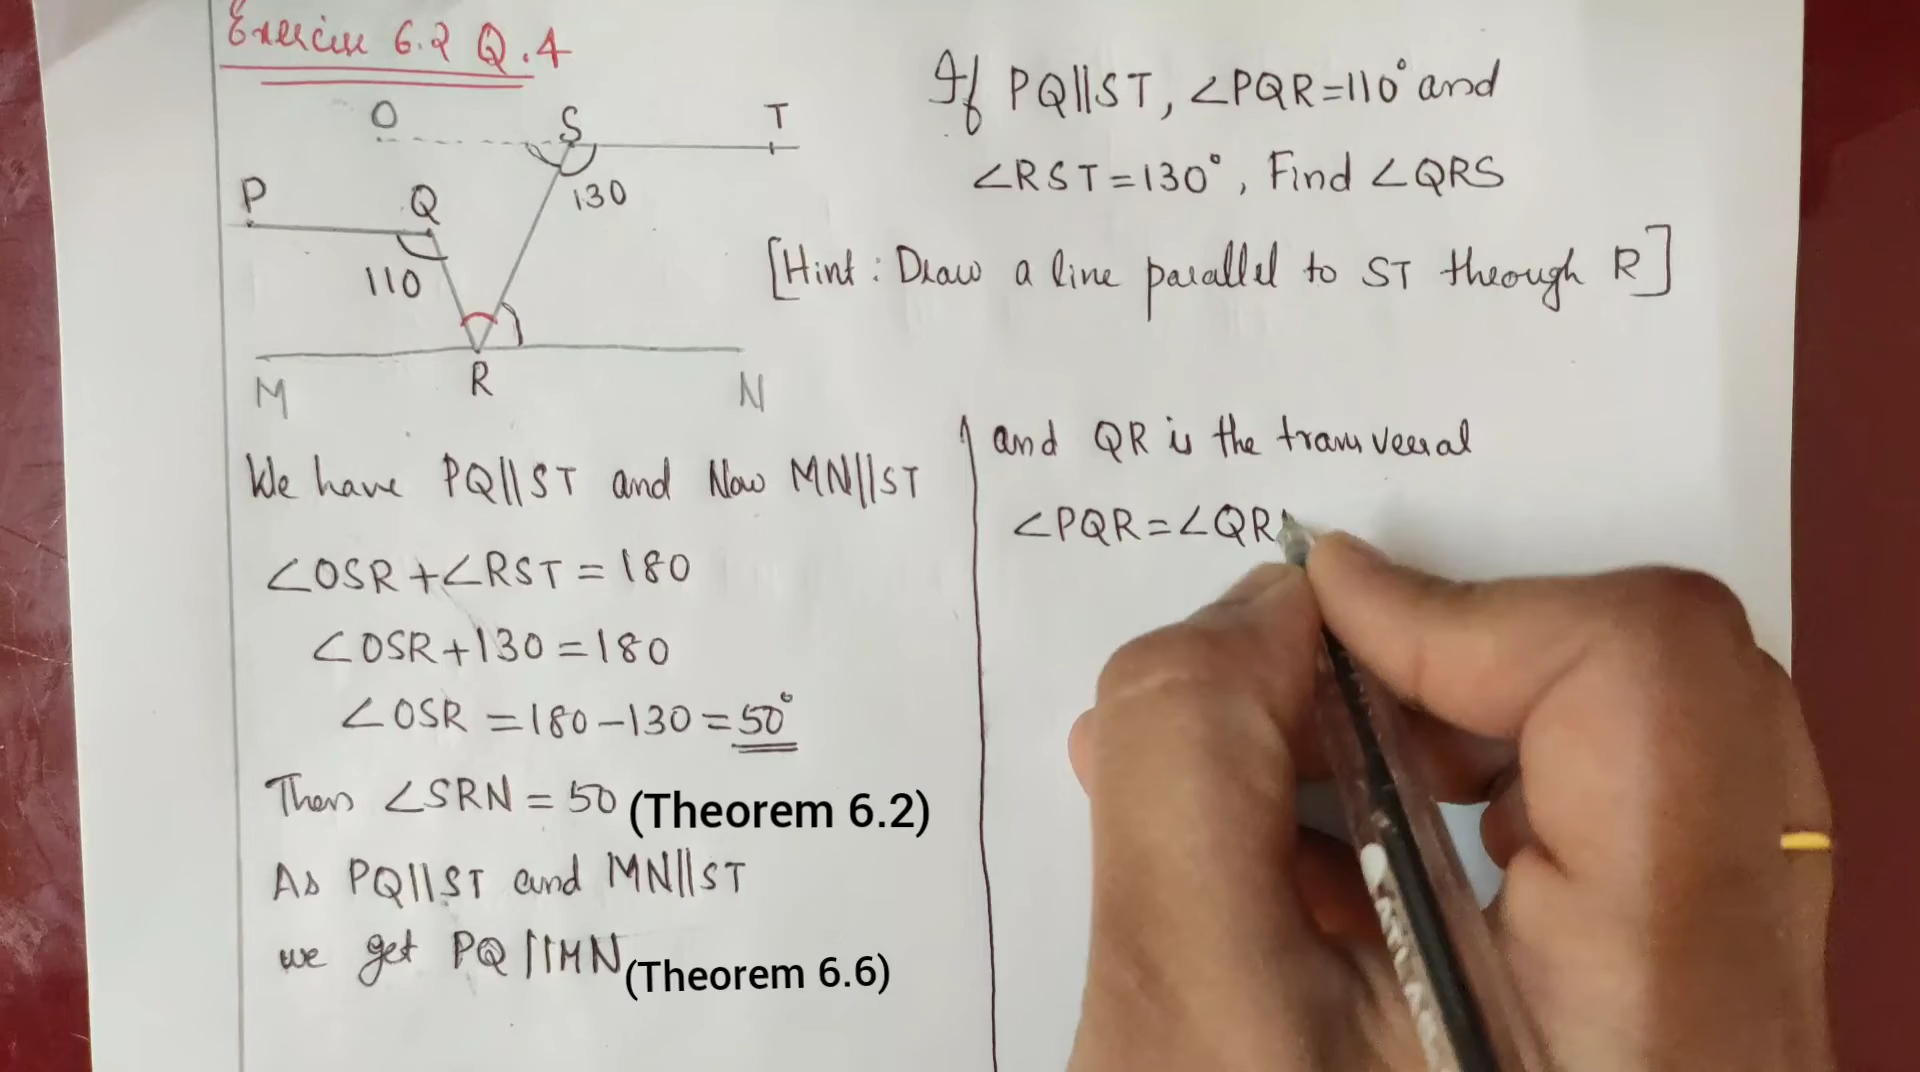 Exercise 6.2 Q.4
O
S
T
130
P
Q
110
R
M
N
If PQ||ST, ∠PQR=110° and
∠RST=130°, Find ∠QRS
[Hint: Draw a line parallel to ST through R]
We have PQ||ST and Now MN||ST
∠OSR+∠RST=180
∠OSR+130=180
∠OSR=180-130=50°
Then ∠SRN=50 (Theorem 6.2)
As PQ||ST and MN||ST
we get PQ||MN (Theorem 6.6)
and QR is the transversal
∠PQR=∠QR